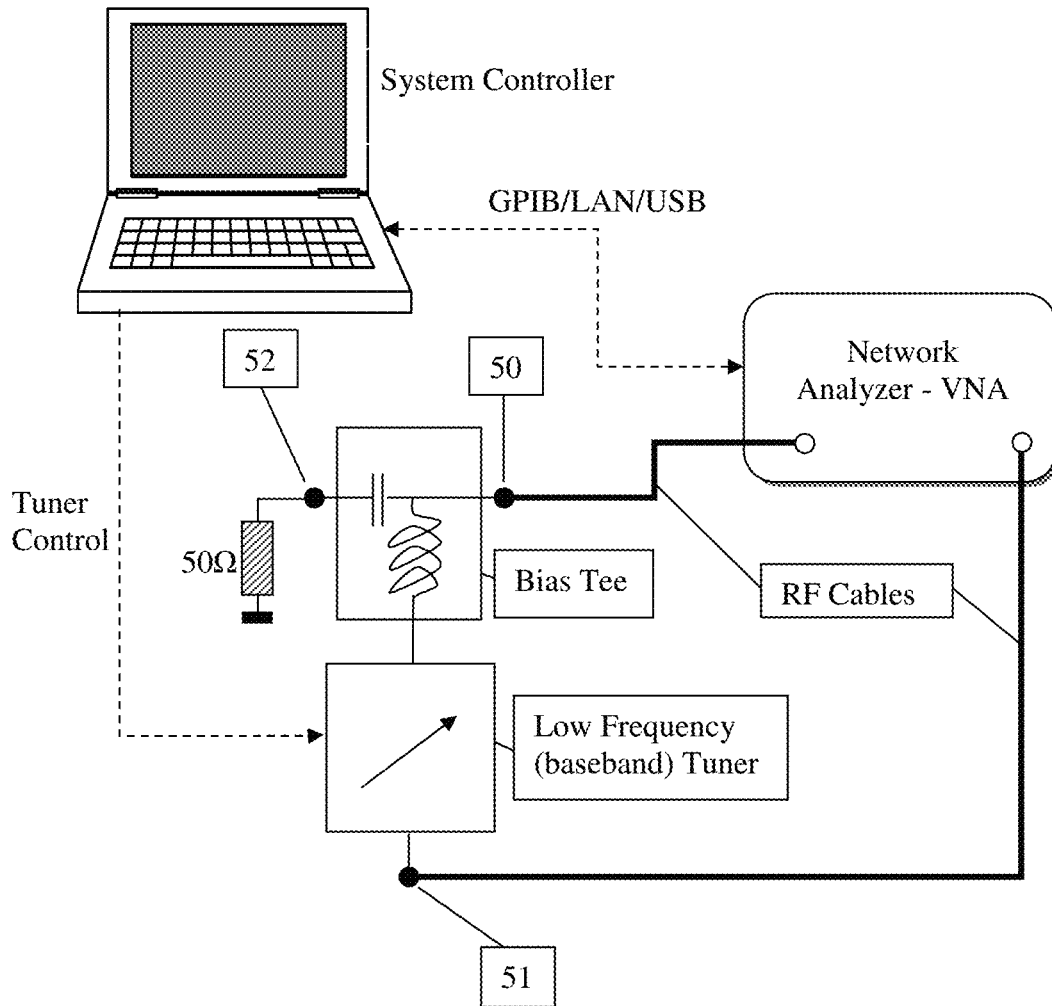 System Controller
GPIB/LAN/USB
52
50
Network
Analyzer - VNA
Tuner
Control
50Ω
Bias Tee
RF Cables
Low Frequency
(baseband) Tuner
51